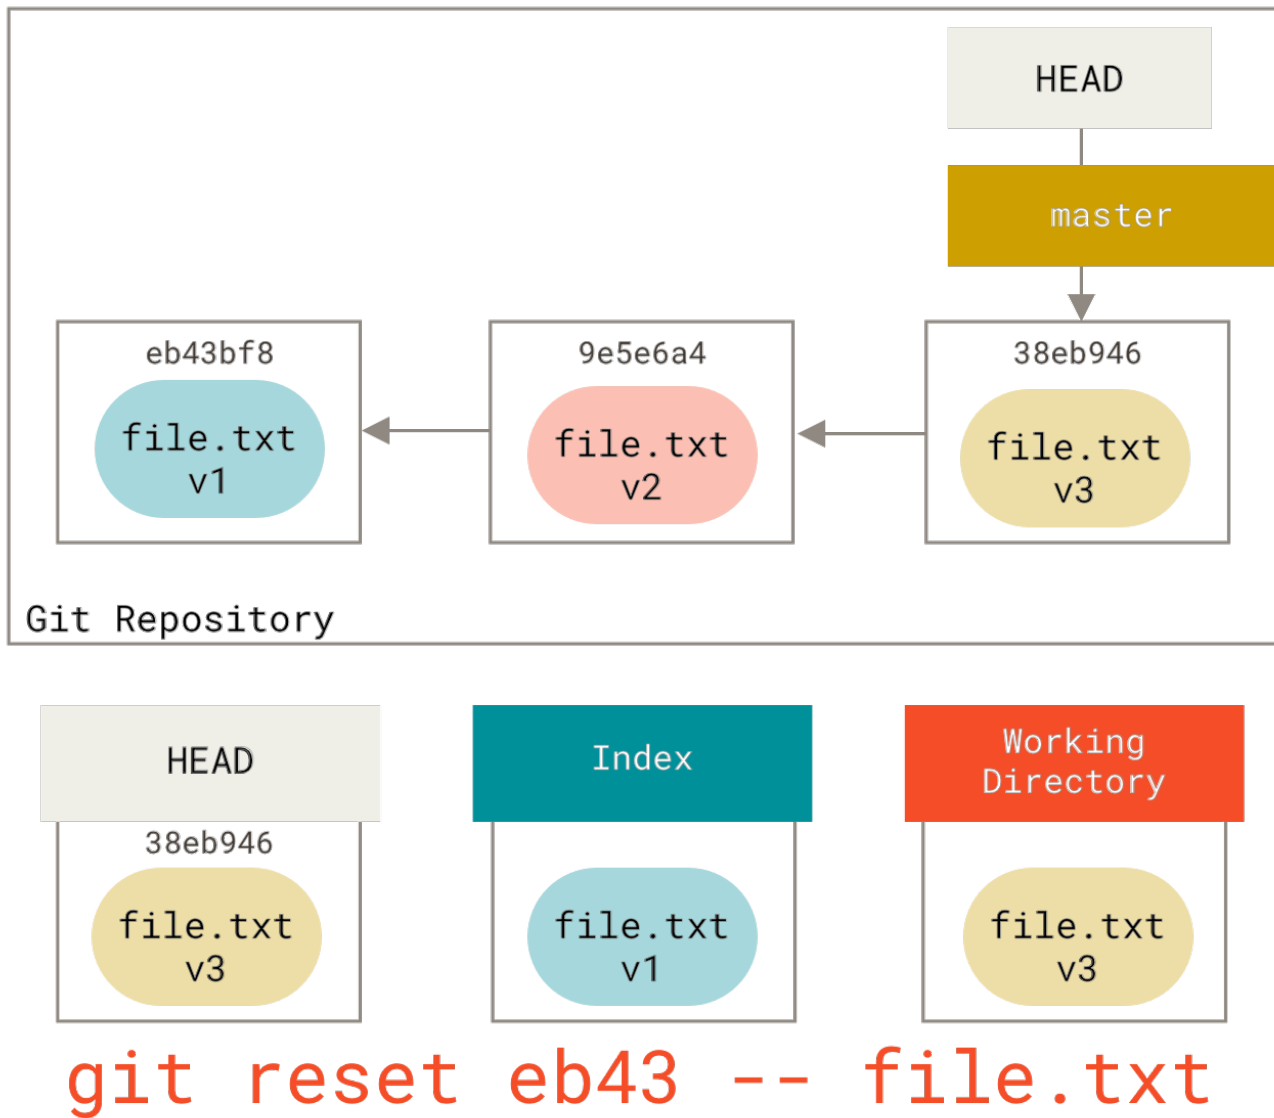 HEAD
master
eb43bf8
9e5e6a4
38eb946
file.txt
v1
file.txt
v2
file.txt
v3
Git Repository
HEAD
Index
Working
Directory
38eb946
file.txt
v3
file.txt
v1
file.txt
v3
git reset eb43 -- file.txt